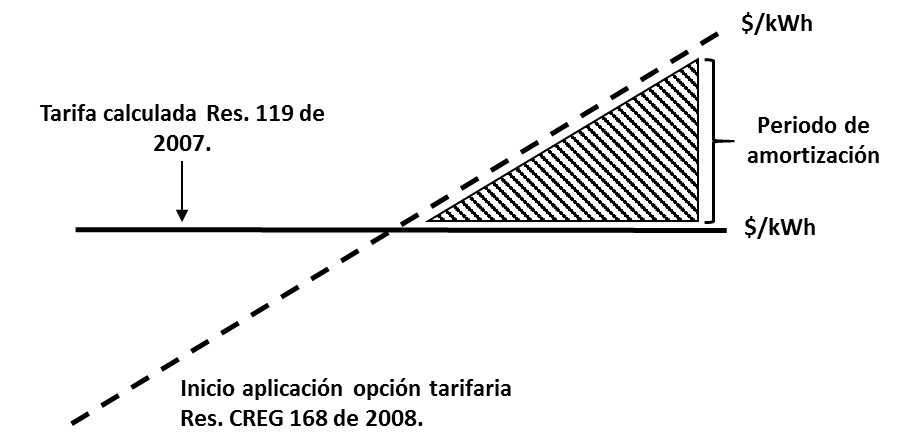 $/kWh
Tarifa calculada Res. 119 de
2007.
Periodo de
amortización
$/kWh
Inicio aplicación opción tarifaria
Res. CREG 168 de 2008.